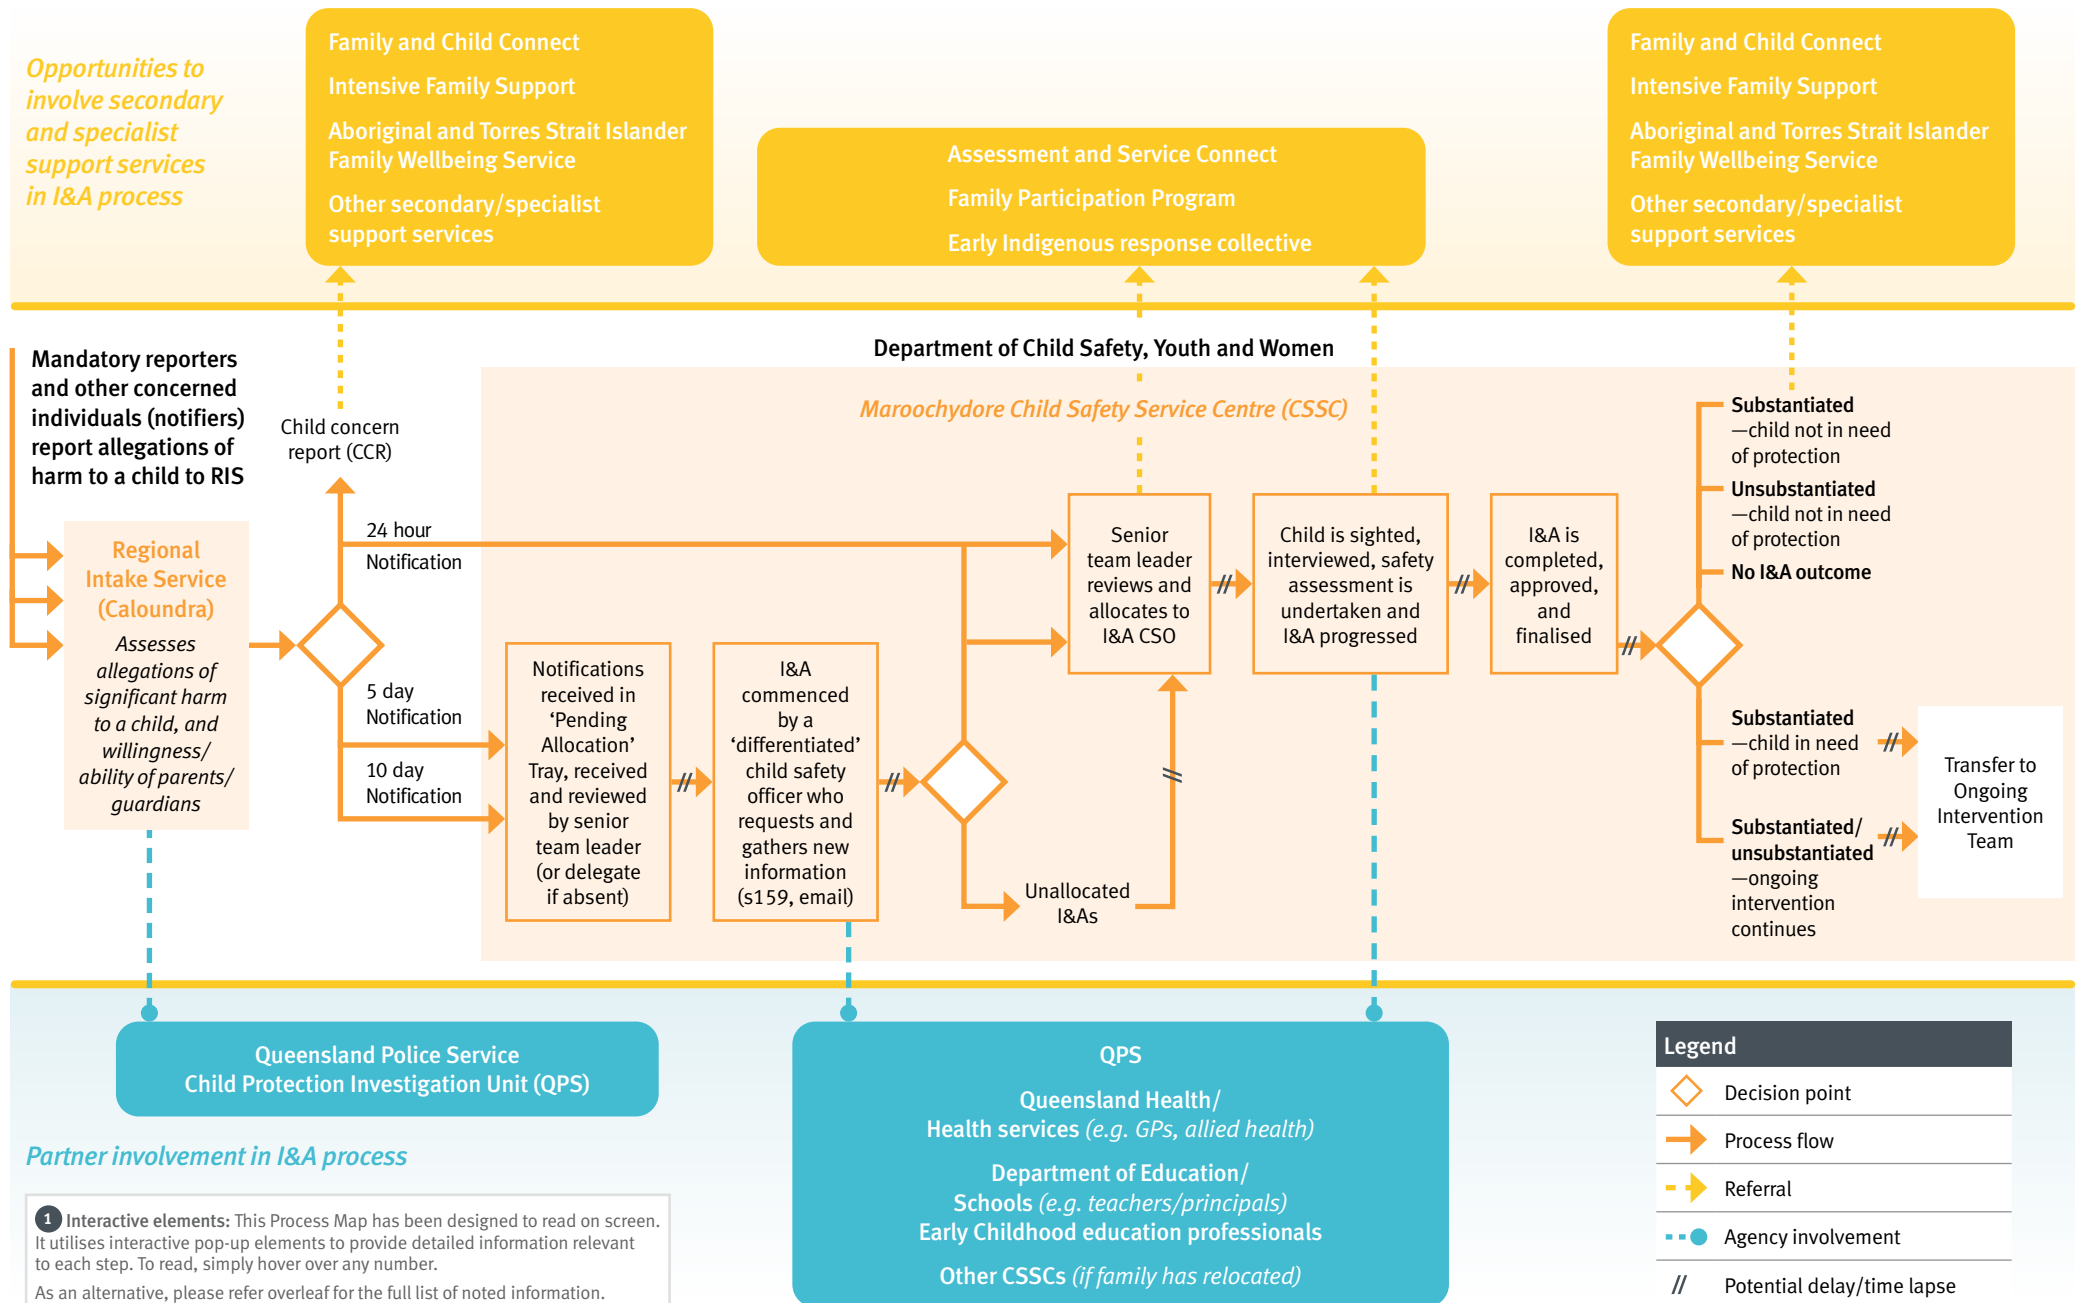 Opportunities to
involve secondary
and specialist
support services
in I&A process
Family and Child Connect
Intensive Family Support
Aboriginal and Torres Strait Islander
Family Wellbeing Service
Other secondary/specialist
support services
Assessment and Service Connect
Family Participation Program
Early Indigenous response collective
Family and Child Connect
Intensive Family Support
Aboriginal and Torres Strait Islander
Family Wellbeing Service
Other secondary/specialist
support services
Mandatory reporters
and other concerned
individuals (notifiers)
report allegations of
harm to a child to RIS
Department of Child Safety, Youth and Women
Maroochydore Child Safety Service Centre (CSSC)
Child concern
report (CCR)
Regional
Intake Service
(Caloundra)
Assesses
allegations of
significant harm
to a child, and
willingness/
ability of parents/
guardians
24 hour
Notification
5 day
Notification
10 day
Notification
Notifications
received in
‘Pending
Allocation’
Tray, received
and reviewed
by senior
team leader
(or delegate
if absent)
I&A
commenced
by a
‘differentiated’
child safety
officer who
requests and
gathers new
information
(s159, email)
Unallocated
I&As
Senior
team leader
reviews and
allocates to
I&A CSO
Child is sighted,
interviewed, safety
assessment is
undertaken and
I&A progressed
I&A is
completed,
approved,
and
finalised
Substantiated
—child not in need
of protection
Unsubstantiated
—child not in need
of protection
No I&A outcome
Substantiated
—child in need
of protection
Substantiated/
unsubstantiated
—ongoing
intervention
continues
Transfer to
Ongoing
Intervention
Team
Queensland Police Service
Child Protection Investigation Unit (QPS)
Partner involvement in I&A process
1 Interactive elements: This Process Map has been designed to read on screen.
It utilises interactive pop-up elements to provide detailed information relevant
to each step. To read, simply hover over any number.
As an alternative, please refer overleaf for the full list of noted information.
QPS
Queensland Health/
Health services (e.g. GPs, allied health)
Department of Education/
Schools (e.g. teachers/principals)
Early Childhood education professionals
Other CSSCs (if family has relocated)
Legend
Decision point
Process flow
Referral
Agency involvement
// Potential delay/time lapse